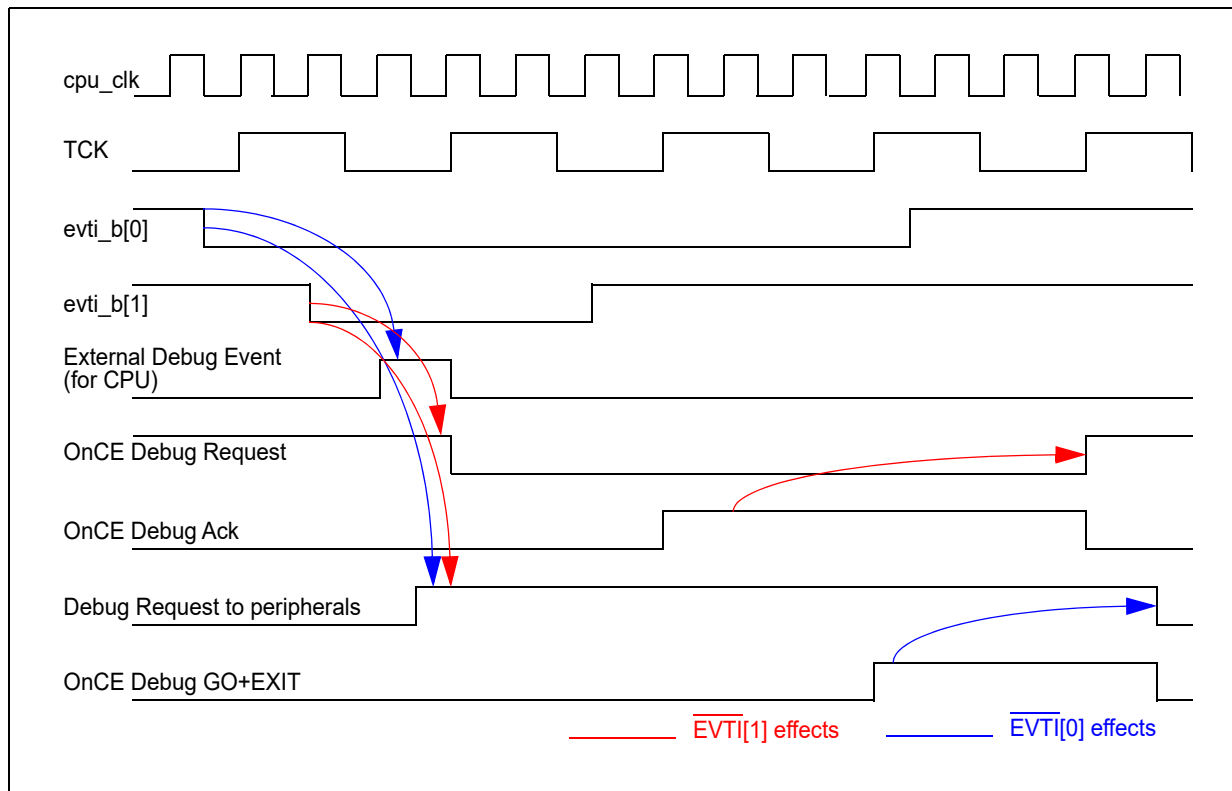 cpu_clk
TCK
evti_b[0]
evti_b[1]
External Debug Event
(for CPU)
OnCE Debug Request
OnCE Debug Ack
Debug Request to peripherals
OnCE Debug GO+EXIT
EVTI[1] effects EVTI[0] effects